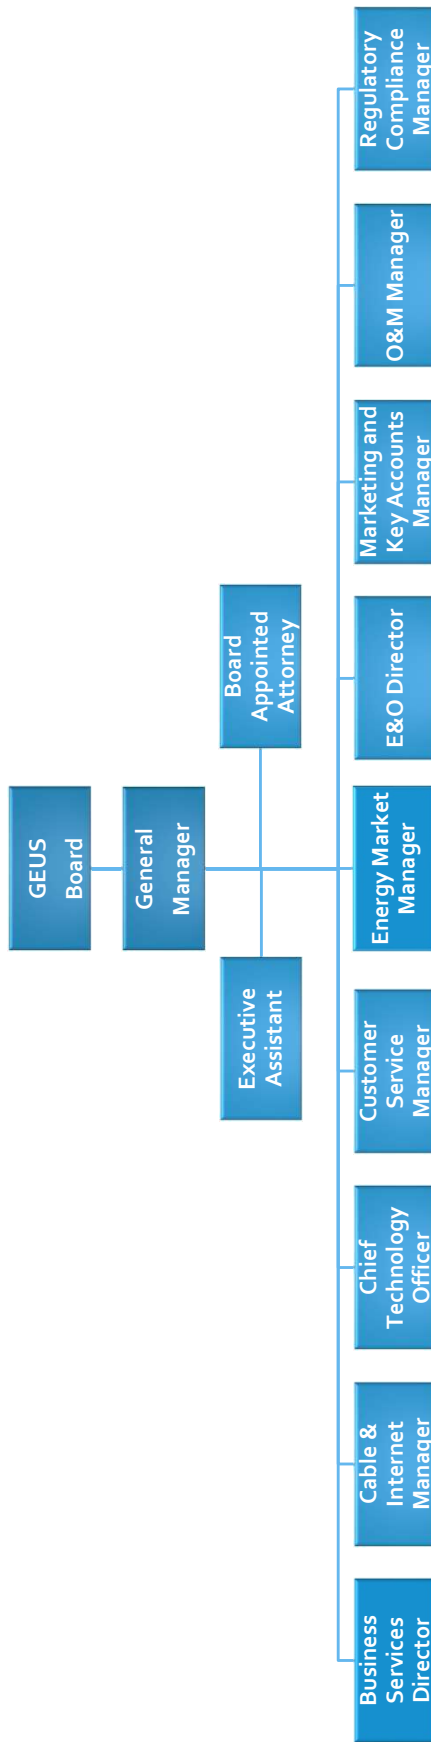 GEUS
Board
General
Manager
Executive
Assistant
Board
Appointed
Attorney
Business
Services
Director
Cable &
Internet
Manager
Chief
Technology
Officer
Customer
Service
Manager
Energy Market
Manager
E&O Director
Marketing and
Key Accounts
Manager
O&M Manager
Regulatory
Compliance
Manager